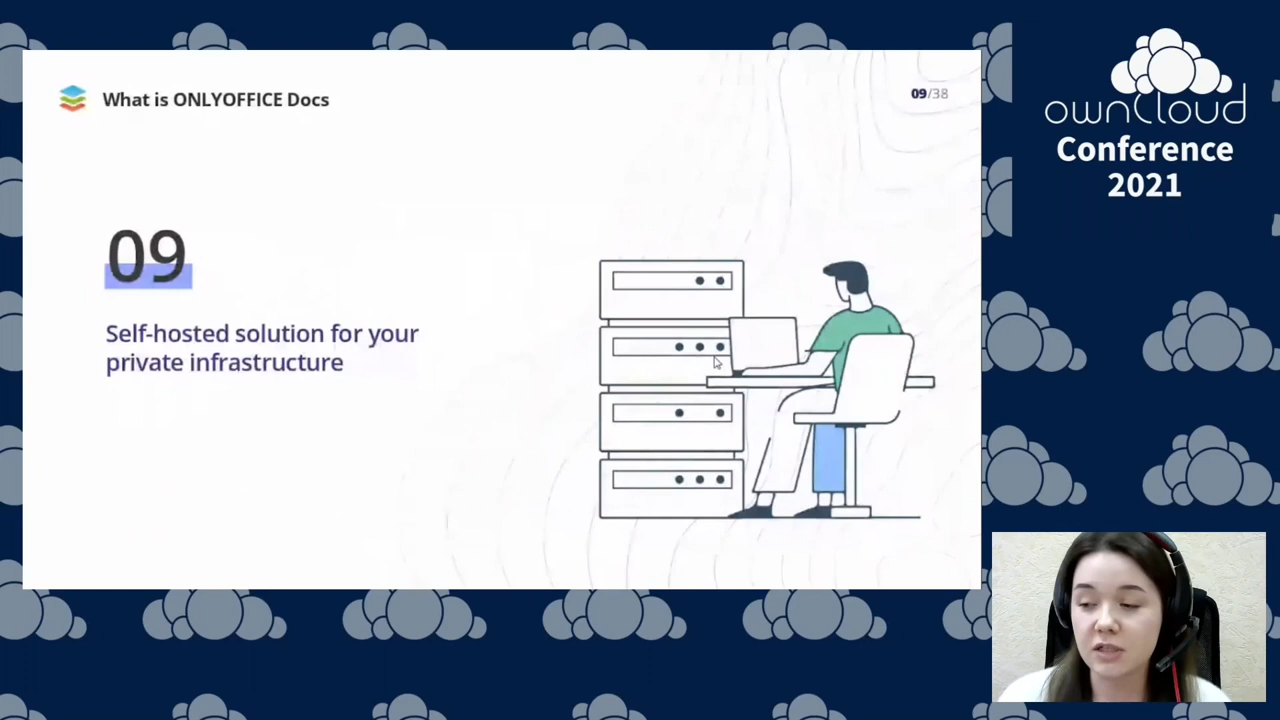 What is ONLYOFFICE Docs
09/38
09
Self-hosted solution for your
private infrastructure
ownCloud
Conference
2021